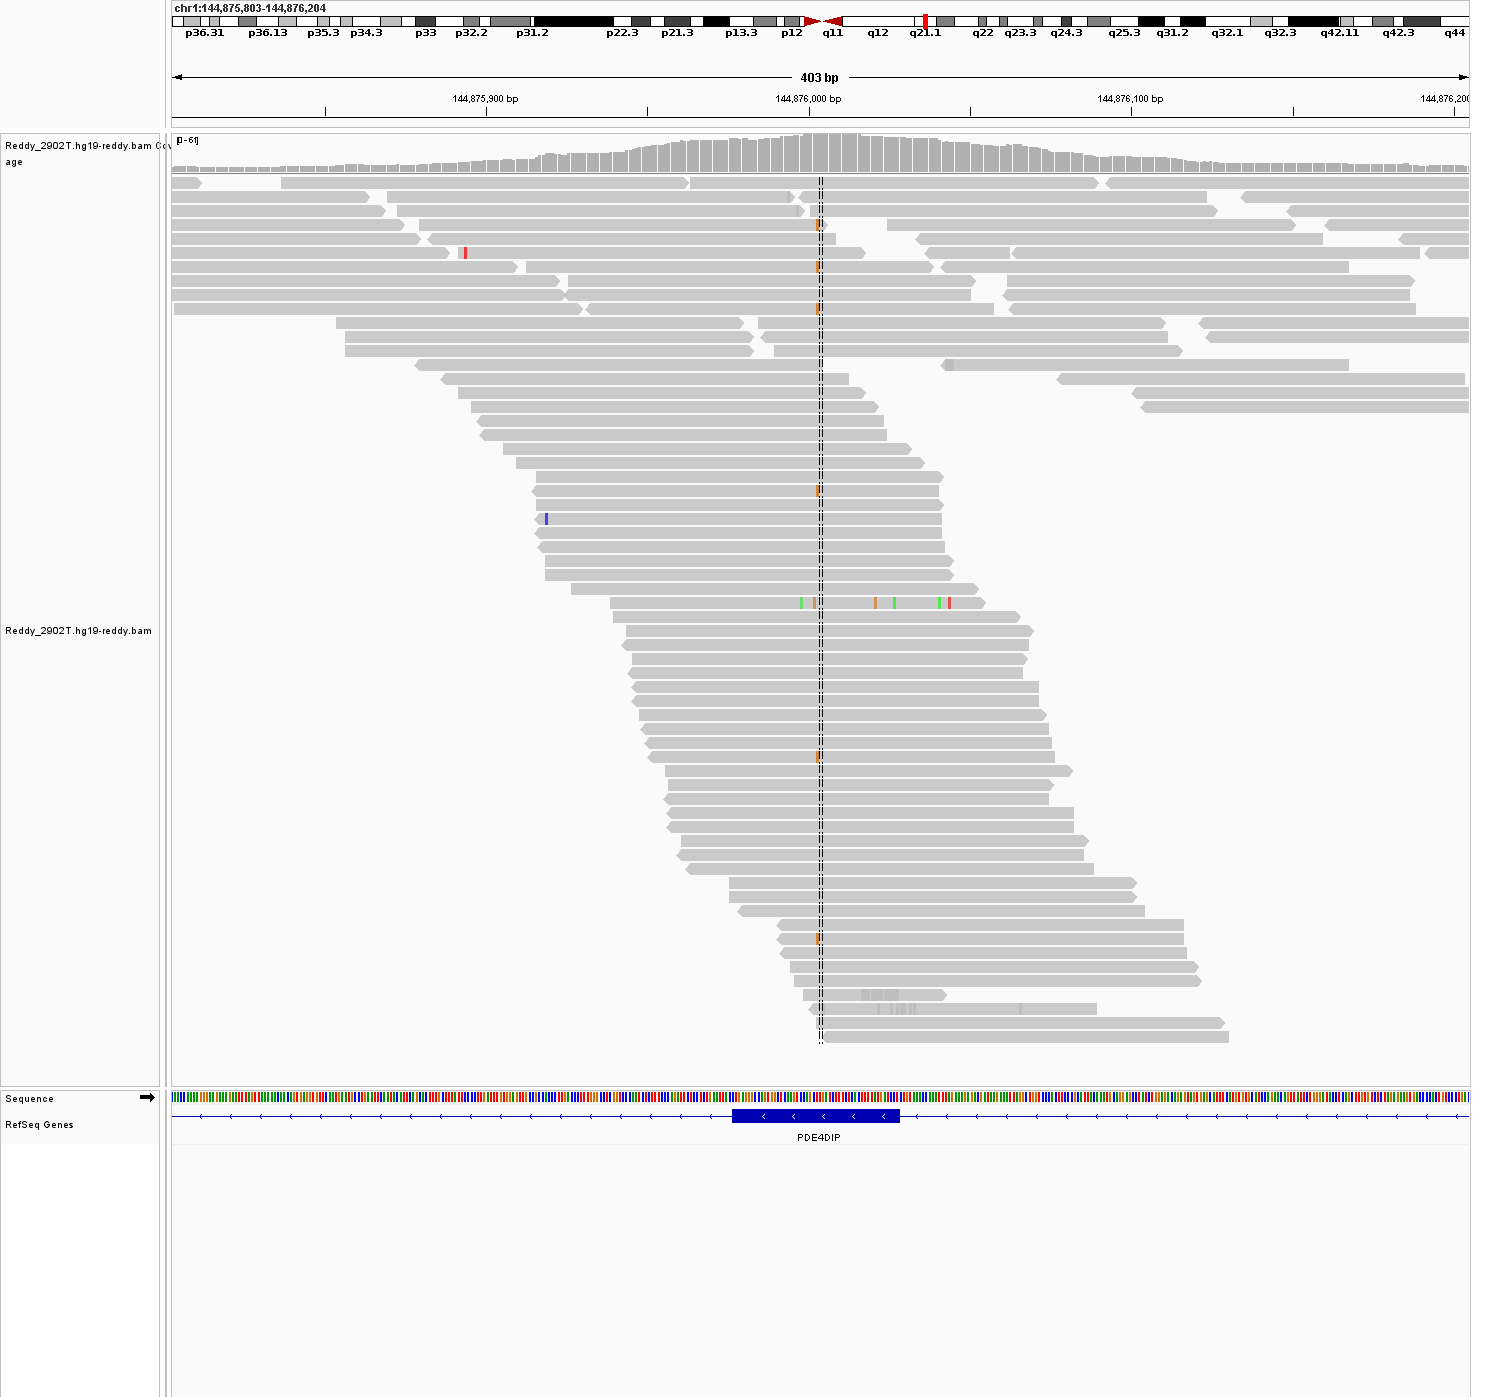 chr1:144,875,803-144,876,204
p36.31 p36.13 p35.3 p34.3 p33 p32.2 p31.2 p22.3 p21.3 p13.3 p12 q11 q12 q21.1 q22 q23.3 q24.3 q25.3 q31.2 q32.1 q32.3 q42.11 q42.3 q44
403 bp
144,875,900 bp 144,876,000 bp 144,876,100 bp 144,876,200
Reddy_2902T.hg19-reddy.bam Cov
age
[0-61]
Reddy_2902T.hg19-reddy.bam
Sequence
RefSeq Genes
PDE4DIP